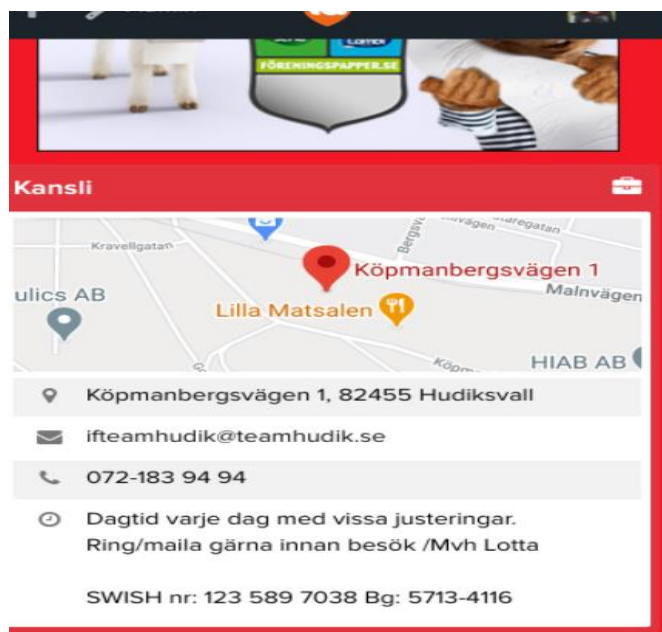 FÖRENINGSPAPPER.SE
Kansli
Kravellgatan
Köpmanbergsvägen 1
Malnvägen
ulics AB
Lilla Matsalen
HIAB AB
Köpmanbergsvägen 1, 82455 Hudiksvall
ifteamhudik@teamhudik.se
072-183 94 94
Dagtid varje dag med vissa justeringar.
Ring/maila gärna innan besök /Mvh Lotta
SWISH nr: 123 589 7038 Bg: 5713-4116